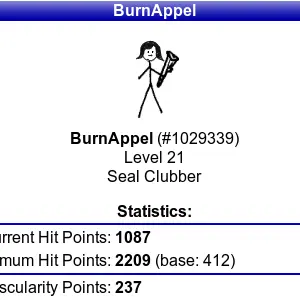 BurnAppel
BurnAppel (#1029339)
Level 21
Seal Clubber
Statistics:
rrent Hit Points: 1087
mum Hit Points: 2209 (base: 412)
scularity Points: 237